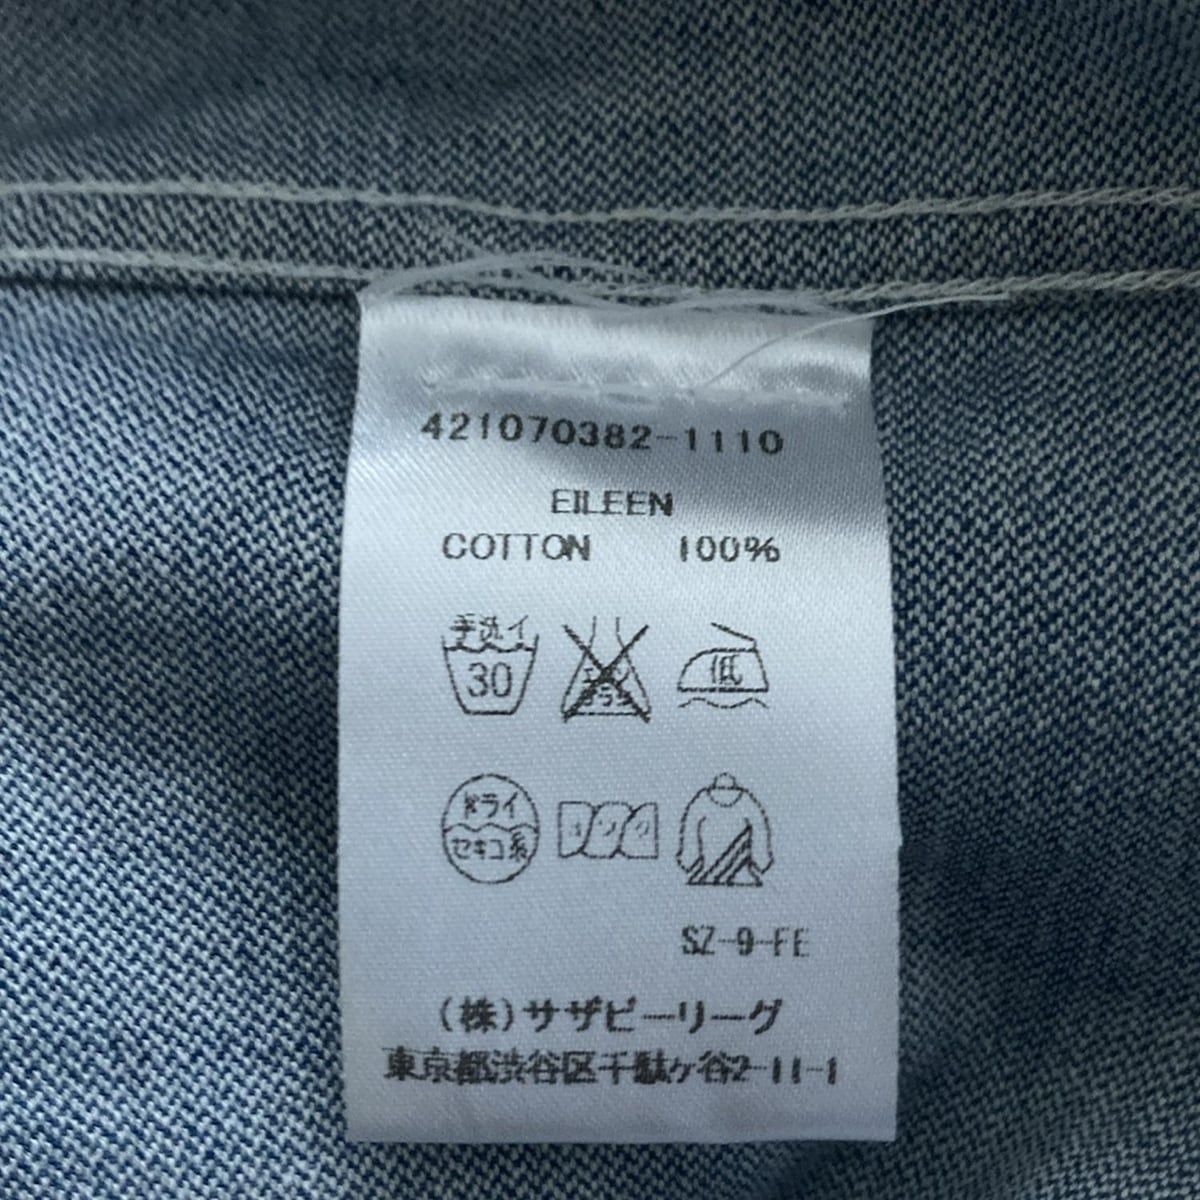 421070382-1110
EILEEN
COTTON 100%
手洗イ
30
低
ドライ
セキユ系
SZ-9-FE
(株)サザビーリーグ
東京都渋谷区千駄ケ谷2-11-1